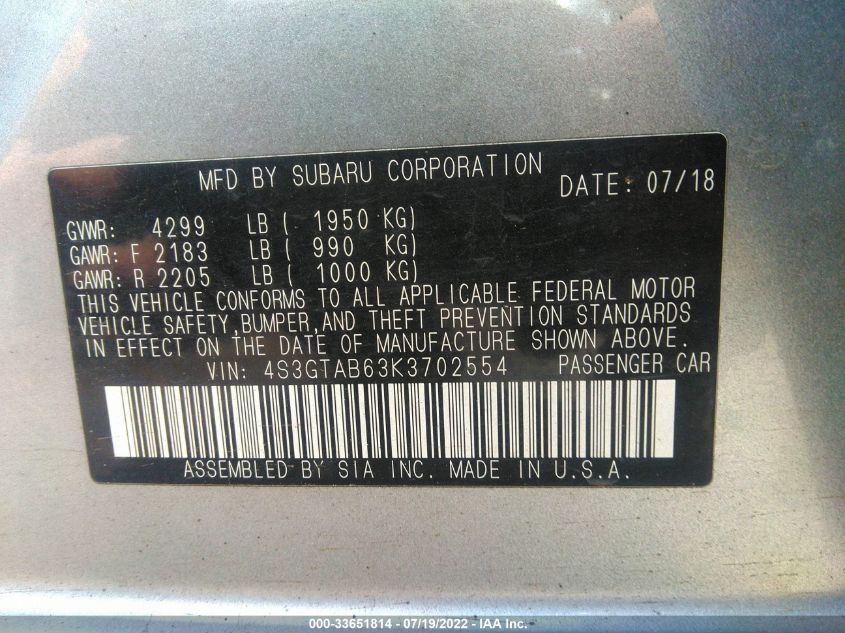 MFD BY SUBARU CORPORATION
DATE: 07/18
GVWR: 4299 LB ( 1950 KG)
GAWR: F 2183 LB ( 990 KG)
GAWR: R 2205 LB ( 1000 KG)
THIS VEHICLE CONFORMS TO ALL APPLICABLE FEDERAL MOTOR
VEHICLE SAFETY,BUMPER,AND THEFT PREVENTION STANDARDS
IN EFFECT ON THE DATE OF MANUFACTURE SHOWN ABOVE.
VIN: 4S3GTAB63K3702554 PASSENGER CAR
ASSEMBLED BY SIA INC. MADE IN U.S.A.
000-33651814 - 07/19/2022 - IAA Inc.